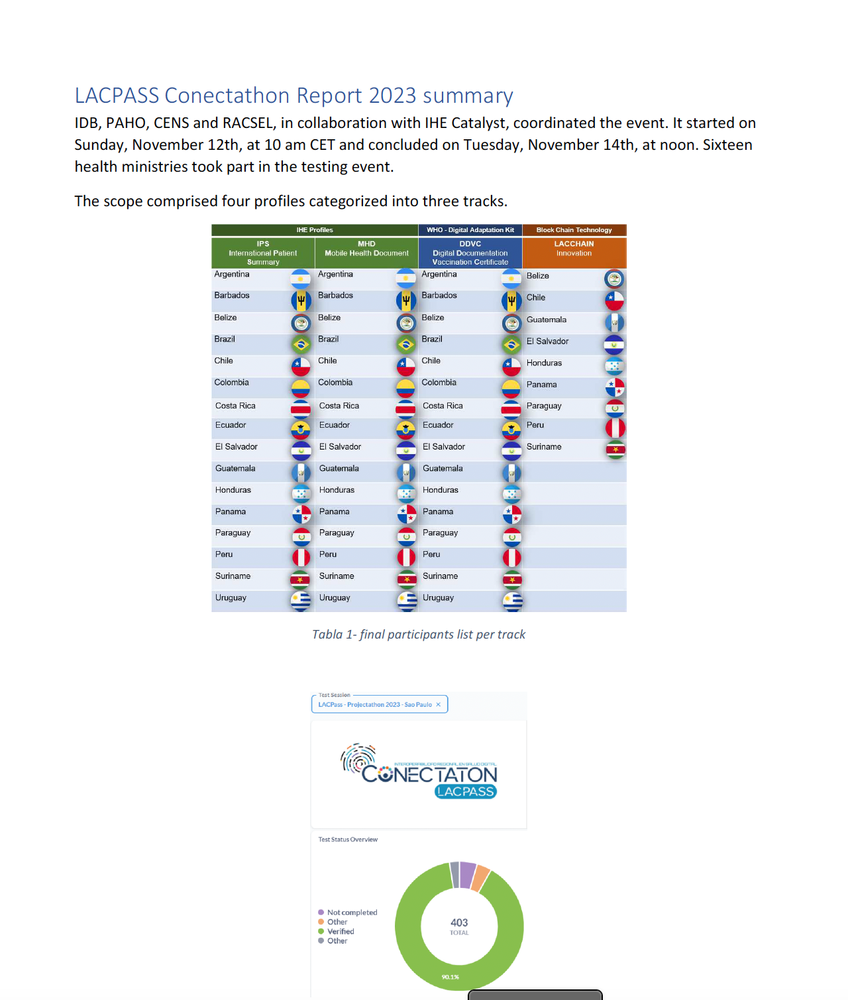 LACPASS Conectathon Report 2023 summary
IDB, PAHO, CENS and RACSEL, in collaboration with IHE Catalyst, coordinated the event. It started on
Sunday, November 12th, at 10 am CET and concluded on Tuesday, November 14th, at noon. Sixteen
health ministries took part in the testing event.
The scope comprised four profiles categorized into three tracks.
IHE Profiles WHO - Digital Adaptation Kit Block Chain Technology
IPS MHD DDVC LACCHAIN
International Patient Mobile Health Document Digital Documentation Innovation
Summary Vaccination Certificate
Argentina Argentina Argentina Belize
Barbados Barbados Barbados Chile
Belize Belize Belize Guatemala
Brazil Brazil Brazil El Salvador
Chile Chile Chile Honduras
Colombia Colombia Colombia Panama
Costa Rica Costa Rica Costa Rica Paraguay
Ecuador Ecuador Ecuador Peru
El Salvador El Salvador El Salvador Suriname
Guatemala Guatemala Guatemala
Honduras Honduras Honduras
Panama Panama Panama
Paraguay Paraguay Paraguay
Peru Peru Peru
Suriname Suriname Suriname
Uruguay Uruguay Uruguay
Tabla 1- final participants list per track
Test Session
LACPass - Projectathon 2023 - Sao Paulo ×
INTEROPERABILIDAD REGIONAL EN SALUD DIGITAL
CONECTATON
LACPASS
Test Status Overview
Not completed
Other
Verified
Other
403
TOTAL
90.1%